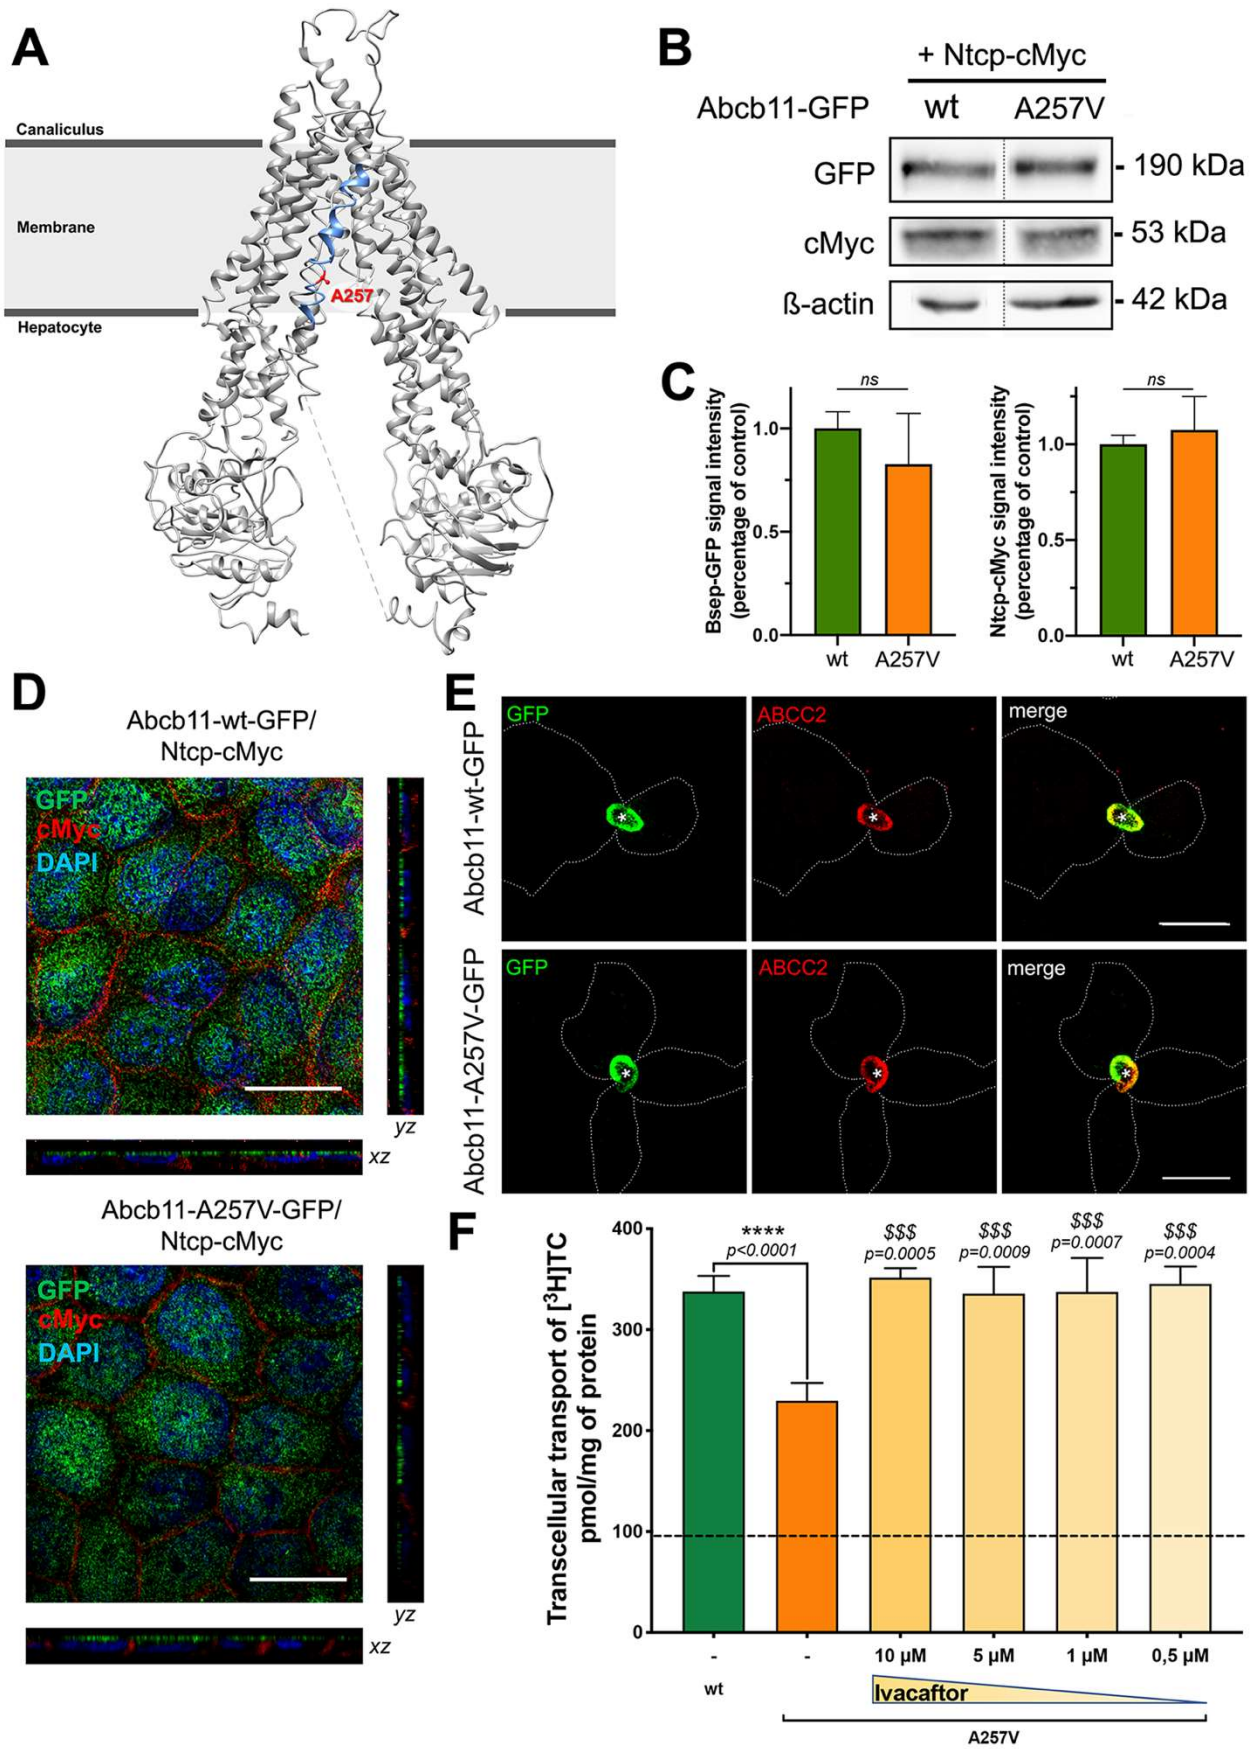 A
Canaliculus
Membrane
A257
Hepatocyte
B
+ Ntcp-cMyc
Abcb11-GFP
wt
A257V
GFP
- 190 kDa
cMyc
- 53 kDa
ß-actin
- 42 kDa
C
Bsep-GFP signal intensity
(percentage of control)
1.0
0.5
0.0
ns
wt
A257V
Ntcp-cMyc signal intensity
(percentage of control)
1.0
0.5
0.0
ns
wt
A257V
D
Abcb11-wt-GFP/
Ntcp-cMyc
GFP
cMyc
DAPI
yz
xz
Abcb11-A257V-GFP/
Ntcp-cMyc
GFP
cMyc
DAPI
yz
xz
E
Abcb11-wt-GFP
GFP
ABCC2
merge
*
*
*
Abcb11-A257V-GFP
GFP
ABCC2
merge
*
*
*
F
Transcellular transport of [³H]TC
pmol/mg of protein
400
300
200
100
0
****
p<0.0001
$$$
p=0.0005
$$$
p=0.0009
$$$
p=0.0007
$$$
p=0.0004
-
-
10 µM
5 µM
1 µM
0,5 µM
wt
Ivacaftor
A257V